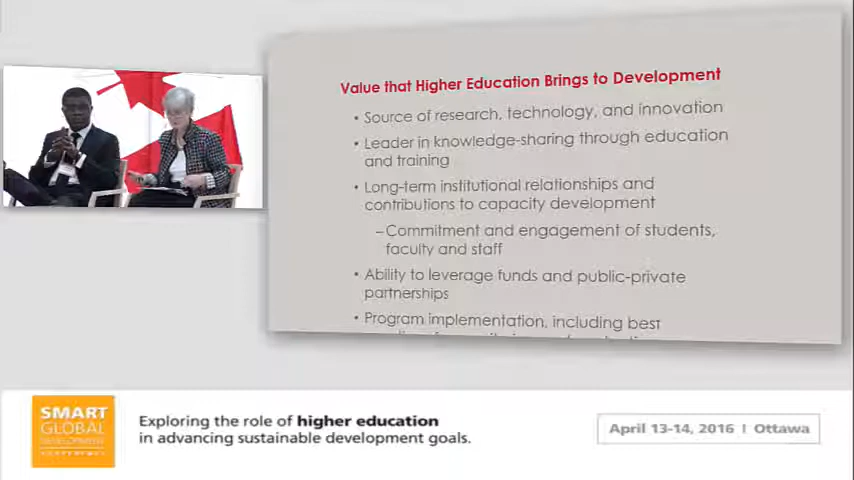 Value that Higher Education Brings to Development
• Source of research, technology, and innovation
• Leader in knowledge-sharing through education
and training
• Long-term institutional relationships and
contributions to capacity development
–Commitment and engagement of students,
faculty and staff
• Ability to leverage funds and public-private
partnerships
• Program implementation, including best
SMART
GLOBAL
DEVELOPMENT
CONFERENCE
Exploring the role of higher education
in advancing sustainable development goals.
April 13-14, 2016 | Ottawa